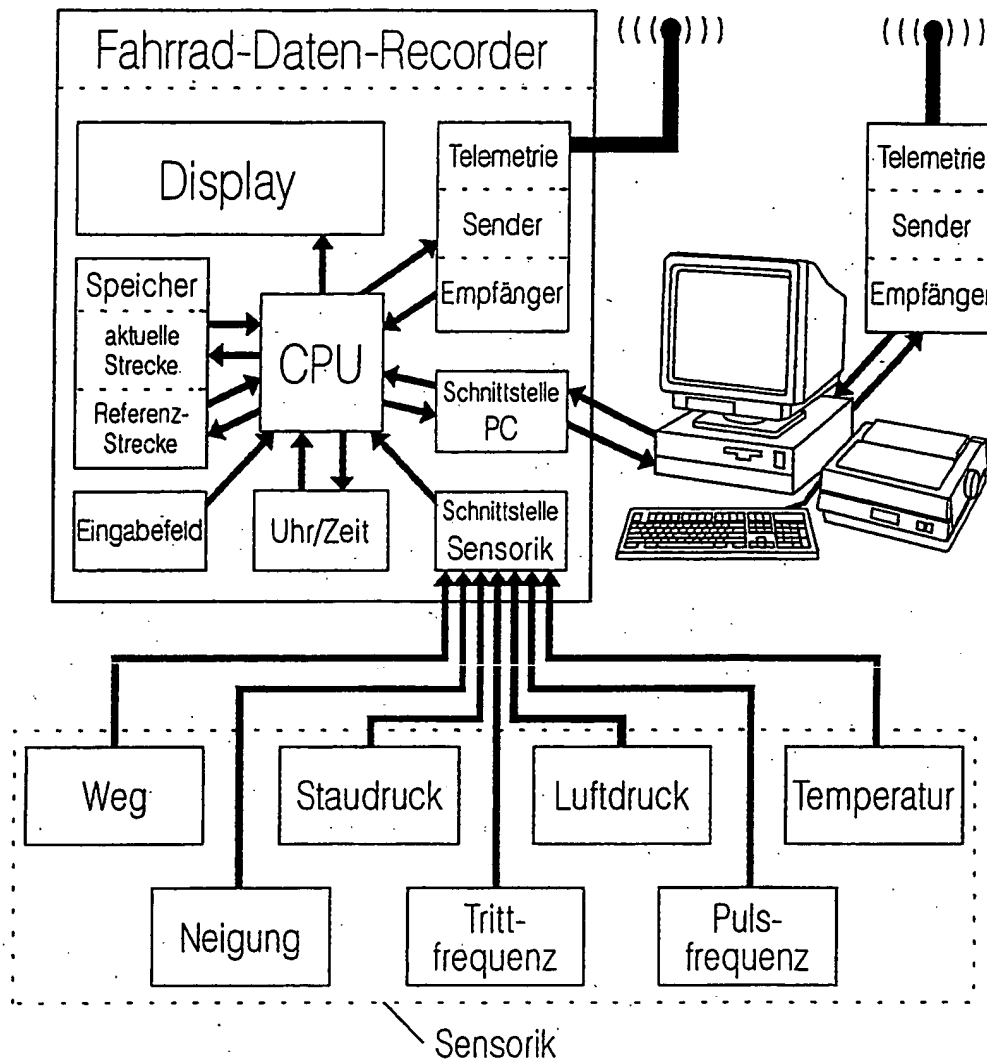 Fahrrad-Daten-Recorder
Display
Telemetrie
Sender
Empfänger
Telemetrie
Sender
Empfänger
Speicher
aktuelle
Strecke
Referenz-
Strecke
CPU
Schnittstelle
PC
Eingabefeld
Uhr/Zeit
Schnittstelle
Sensorik
Weg
Staudruck
Luftdruck
Temperatur
Neigung
Tritt-
frequenz
Puls-
frequenz
Sensorik